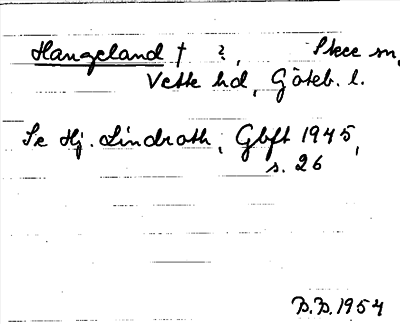 Hangeland † ?, Skee sn,
Vette hd, Göteb. l.
Se Hj. Lindroth, Gbft 1945,
s. 26
B.B. 1954